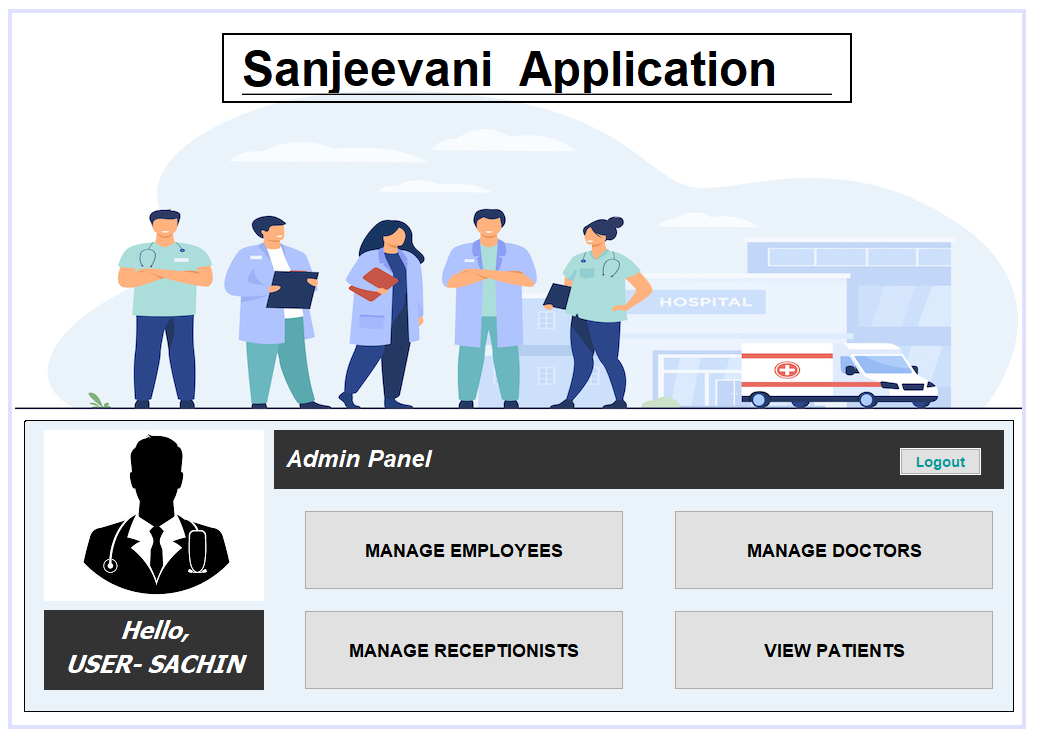 Sanjeevani Application
HOSPITAL
Admin Panel
Logout
MANAGE EMPLOYEES
MANAGE DOCTORS
Hello,
USER- SACHIN
MANAGE RECEPTIONISTS
VIEW PATIENTS